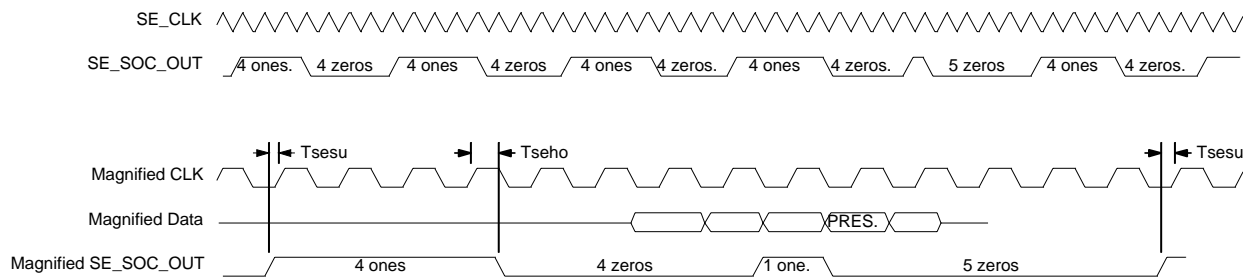 SE_CLK
SE_SOC_OUT 4 ones. 4 zeros 4 ones 4 zeros 4 ones 4 zeros. 4 ones 4 zeros. 5 zeros 4 ones 4 zeros.
Tsesu Tseho Tsesu
Magnified CLK
Magnified Data PRES.
Magnified SE_SOC_OUT 4 ones 4 zeros 1 one. 5 zeros